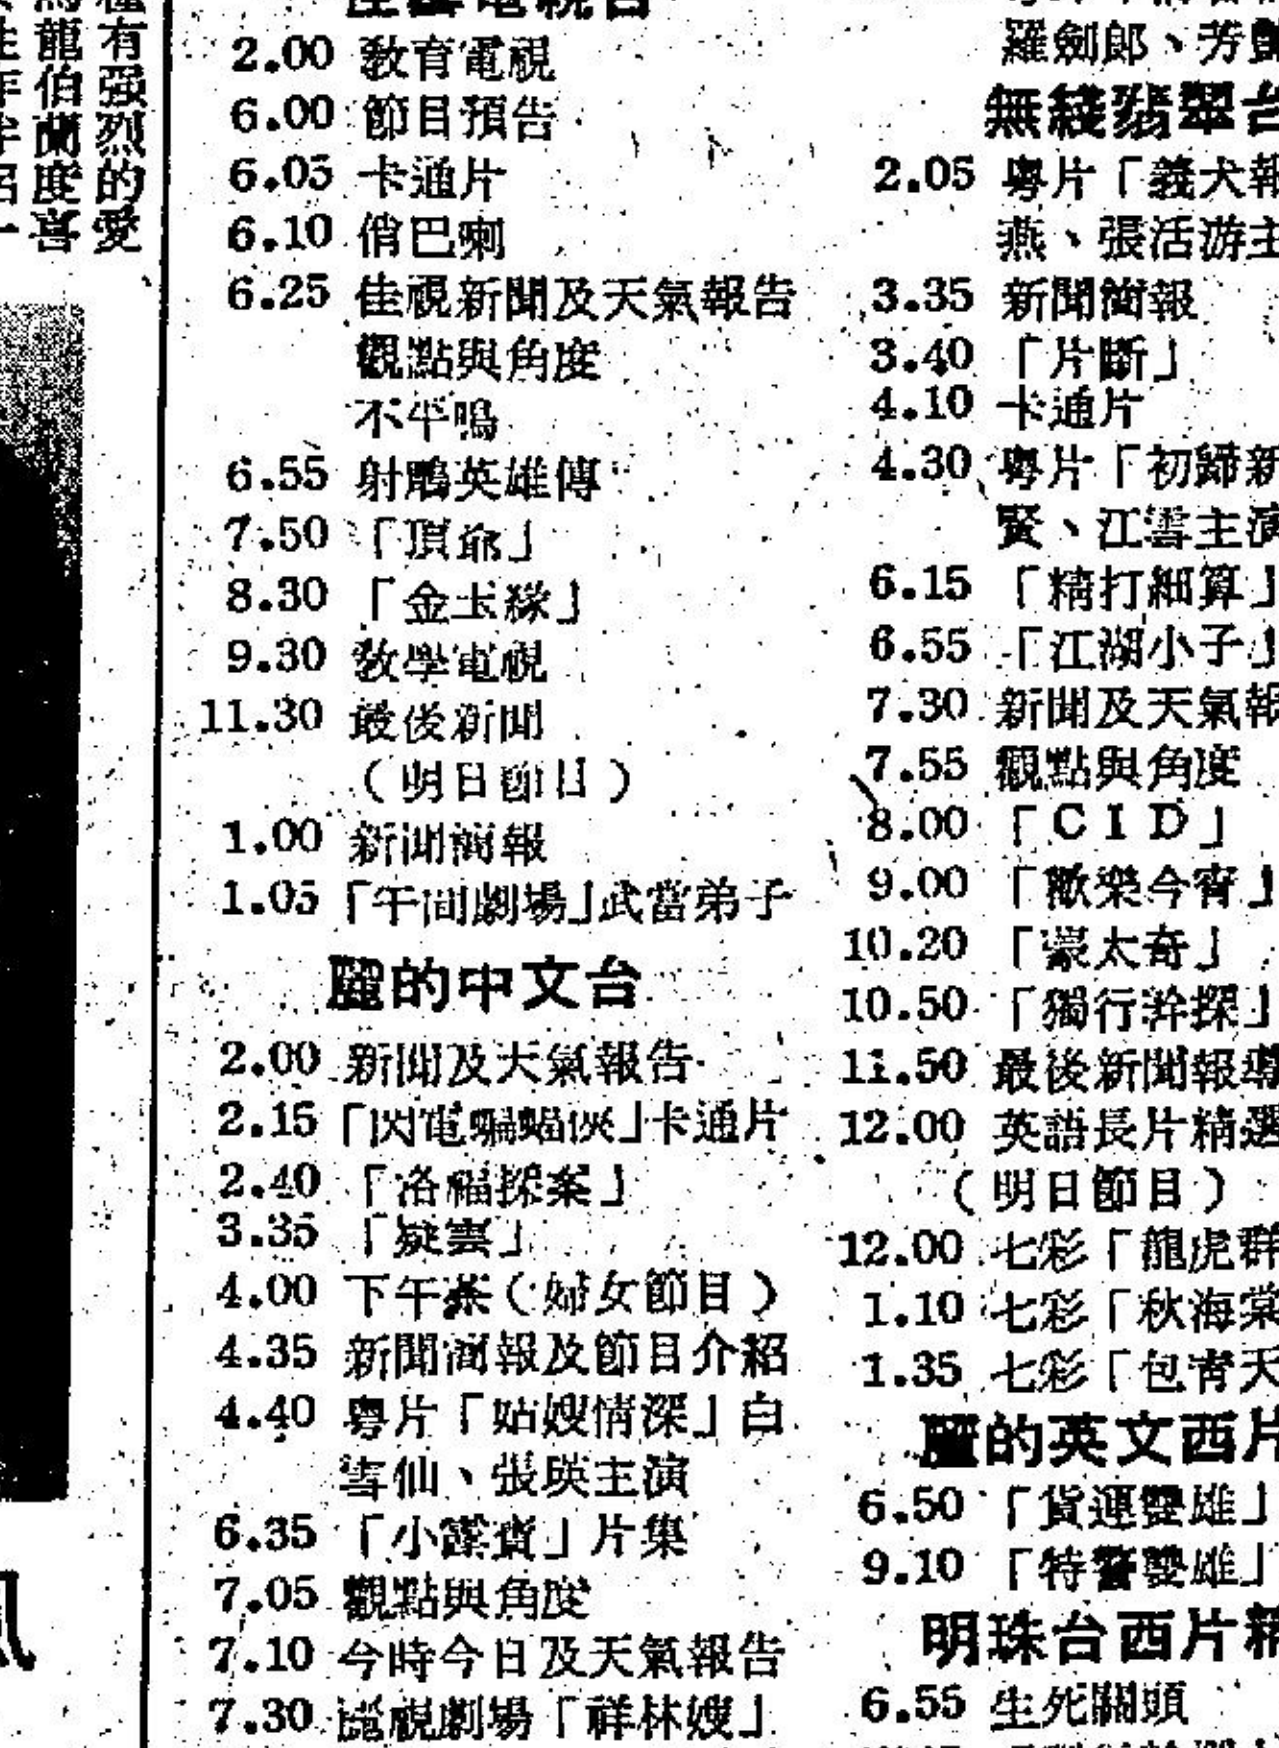 種有强烈的愛
龍伯蘭度喜
佳藝電視台
2.00 教育電視
6.00 節目預告
6.05 卡通片
6.10 俏巴喇
6.25 佳視新聞及天氣報告
觀點與角度
不平鳴
6.55 射鵰英雄傳
7.50 「頂爺」
8.30 「金玉緣」
9.30 教學電視
11.30 最後新聞
（明日節目）
1.00 新聞簡報
1.05 「午間劇場」武當弟子
麗的中文台
2.00 新聞及天氣報告
2.15 「閃電蝙蝠俠」卡通片
2.40 「洛福探案」
3.35 「疑雲」
4.00 下午茶（婦女節目）
4.35 新聞簡報及節目介紹
4.40 粵片「姑嫂情深」白
雪仙、張瑛主演
6.35 「小露寶」片集
7.05 觀點與角度
7.10 今時今日及天氣報告
7.30 麗視劇場「祥林嫂」
羅劍郎、芳艷
無綫翡翠台
2.05 粵片「義犬報
燕、張活游主
3.35 新聞簡報
3.40 「片斷」
4.10 卡通片
4.30 粵片「初歸新
賢、江雪主演
6.15 「精打細算」
6.55 「江湖小子」
7.30 新聞及天氣報
7.55 觀點與角度
8.00 「CID」
9.00 「歡樂今宵」
10.20 「蒙太奇」
10.50 「獨行幹探」
11.50 最後新聞報導
12.00 英語長片精選
（明日節目）
12.00 七彩「龍虎群
1.10 七彩「秋海棠
1.35 七彩「包青天
麗的英文西片
6.50 「貨運雙雄」
9.10 「特警雙雄」
明珠台西片精
6.55 生死關頭